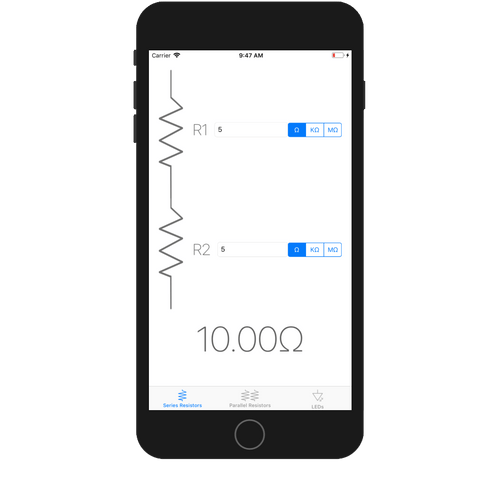 Carrier 9:47 AM
R1 5 Ω KΩ MΩ
R2 5 Ω KΩ MΩ
10.00Ω
Series Resistors Parallel Resistors LEDs